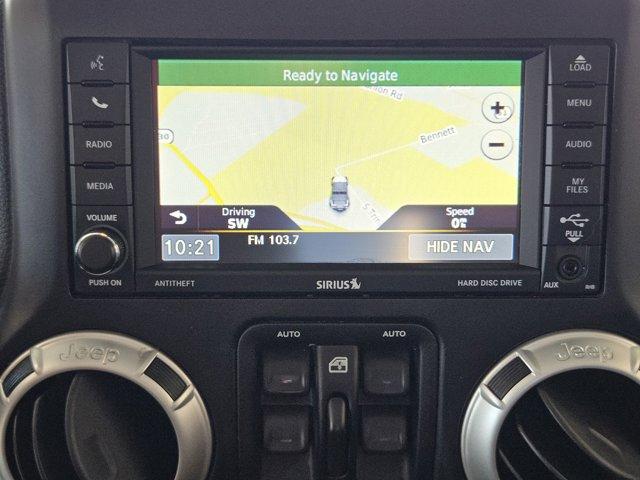 Ready to Navigate
Bennett
Driving
SW
Speed
10:21
FM 103.7
HIDE NAV
RADIO
MEDIA
VOLUME
PUSH ON
LOAD
MENU
AUDIO
MY
FILES
PULL
AUX
ANTITHEFT
SIRIUS
HARD DISC DRIVE
AUTO
AUTO
Jeep
Jeep